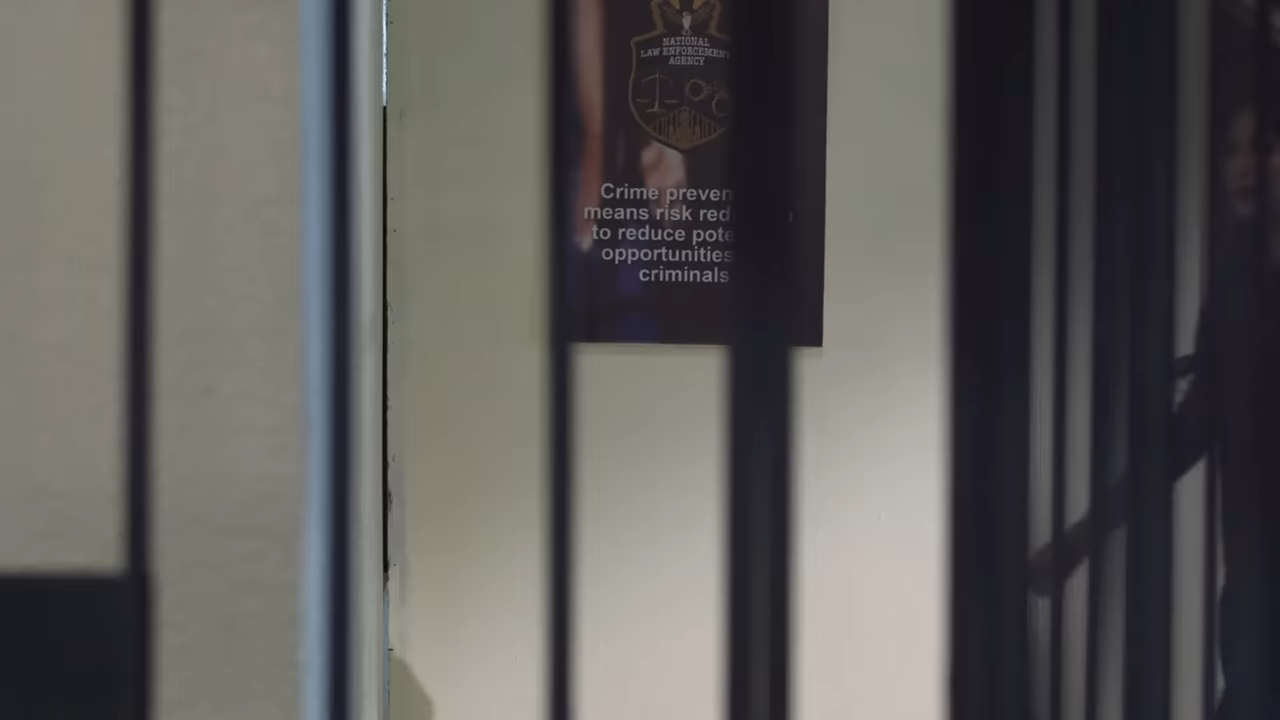 NATIONAL
LAW ENFORCEMENT
AGENCY
Crime preven
means risk red
to reduce pote
opportunities
criminals